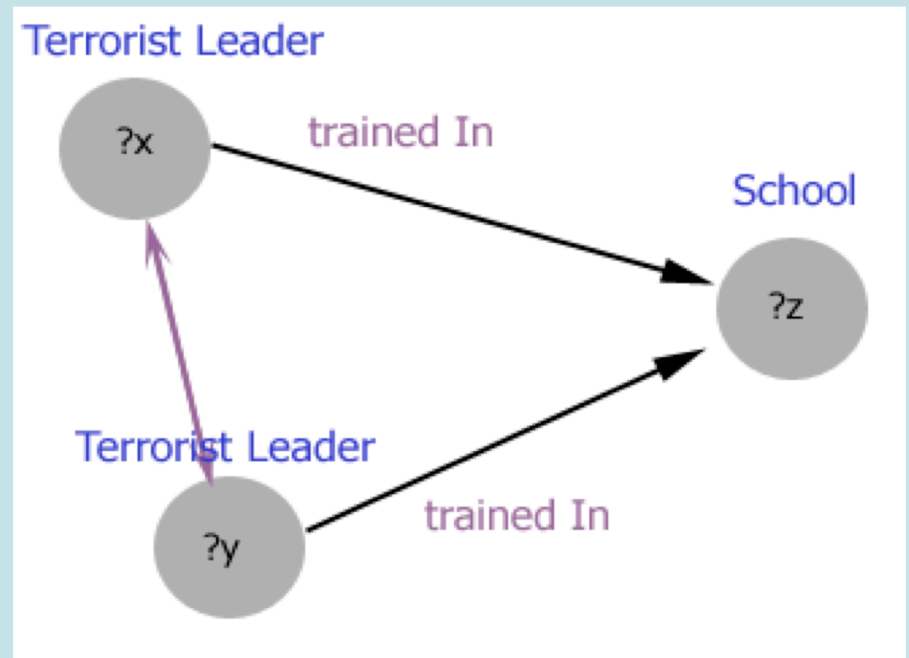 Terrorist Leader
?x
trained In
School
?z
Terrorist Leader
?y
trained In